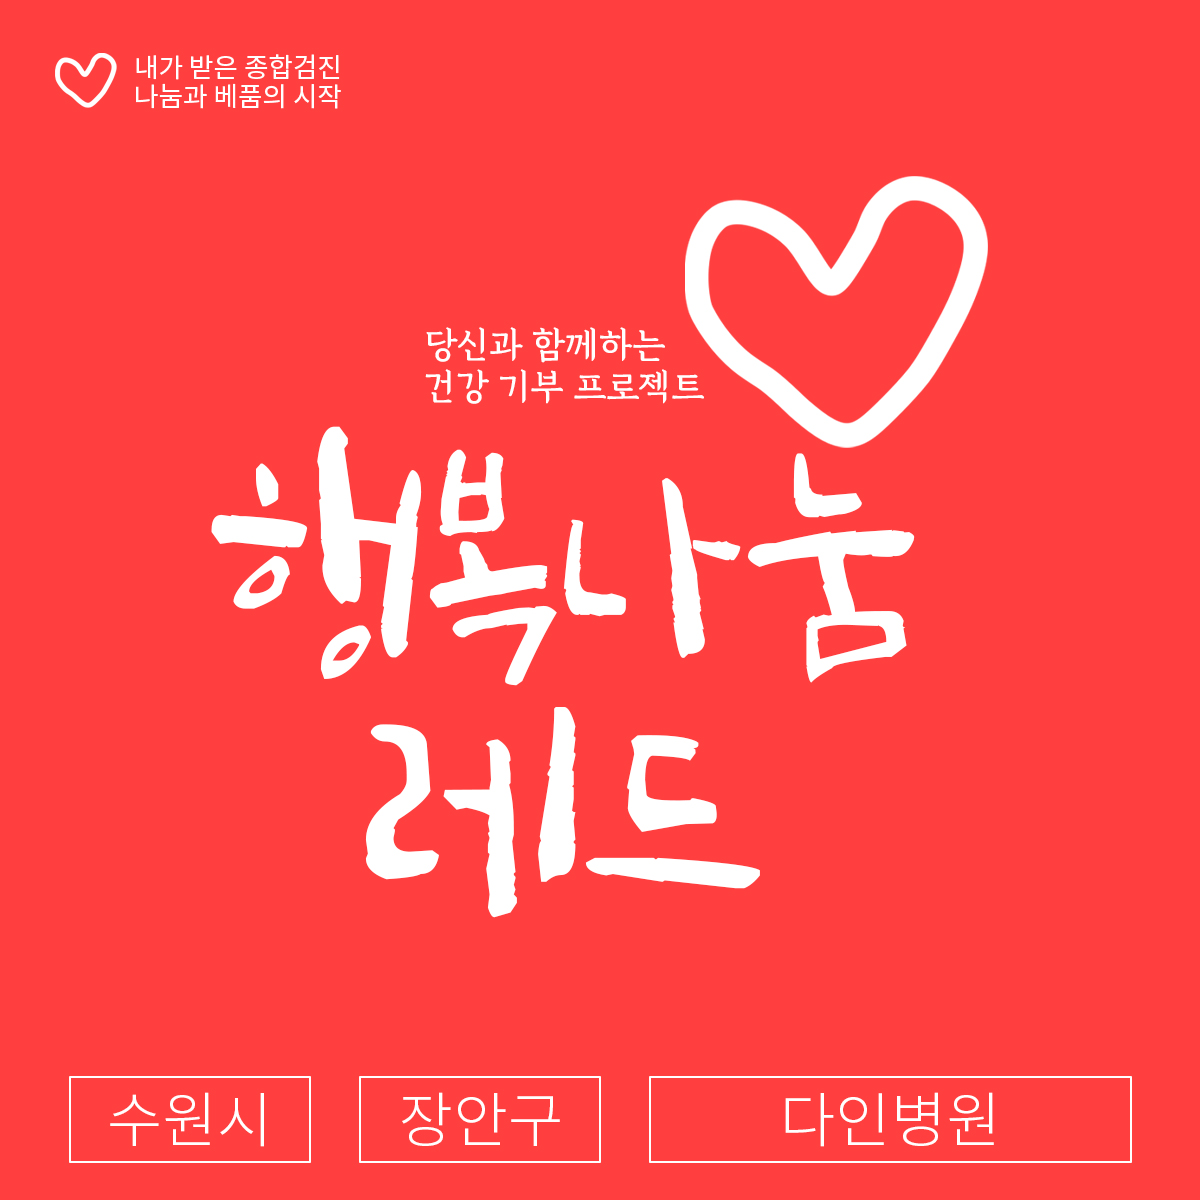 내가 받은 종합검진
나눔과 베품의 시작
당신과 함께하는
건강 기부 프로젝트
행복나눔
레드
수원시
장안구
다인병원